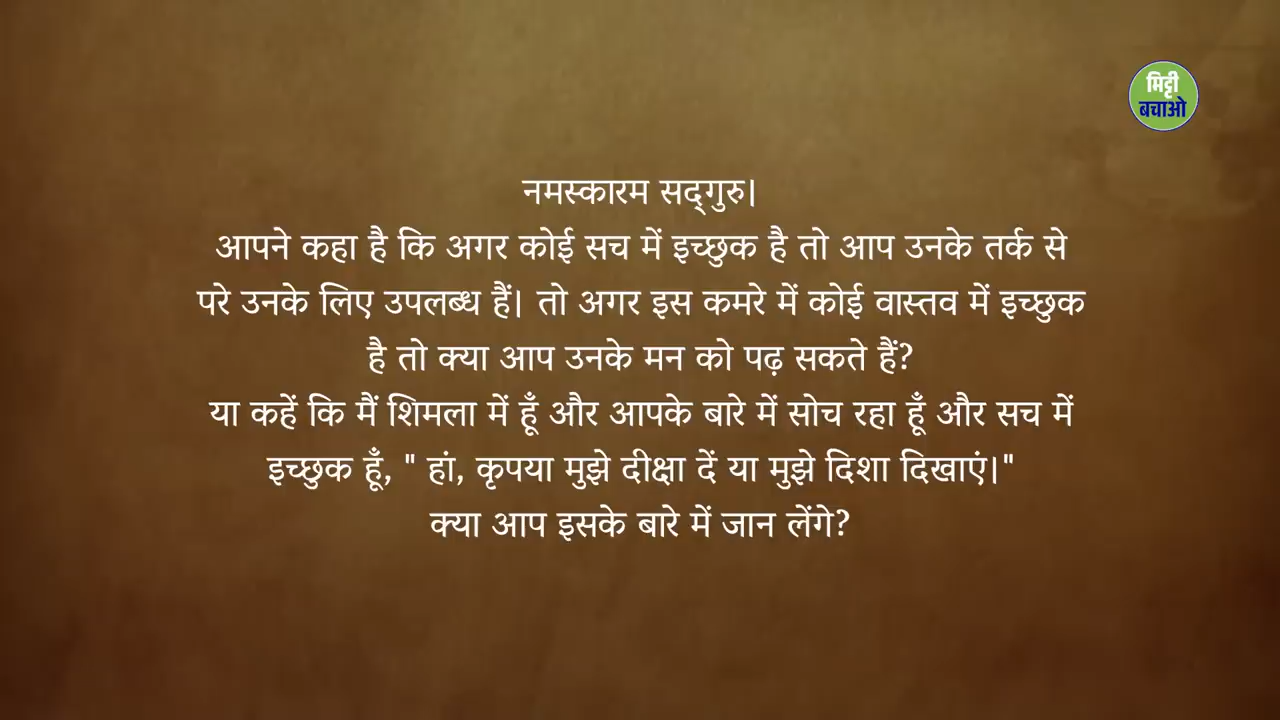 मिट्टी
बचाओ
नमस्कारम सद्‌गुरु।
आपने कहा है कि अगर कोई सच में इच्छुक है तो आप उनके तर्क से
परे उनके लिए उपलब्ध हैं। तो अगर इस कमरे में कोई वास्तव में इच्छुक
है तो क्या आप उनके मन को पढ़ सकते हैं?
या कहें कि मैं शिमला में हूँ और आपके बारे में सोच रहा हूँ और सच में
इच्छुक हूँ, " हां, कृपया मुझे दीक्षा दें या मुझे दिशा दिखाएं।"
क्या आप इसके बारे में जान लेंगे?